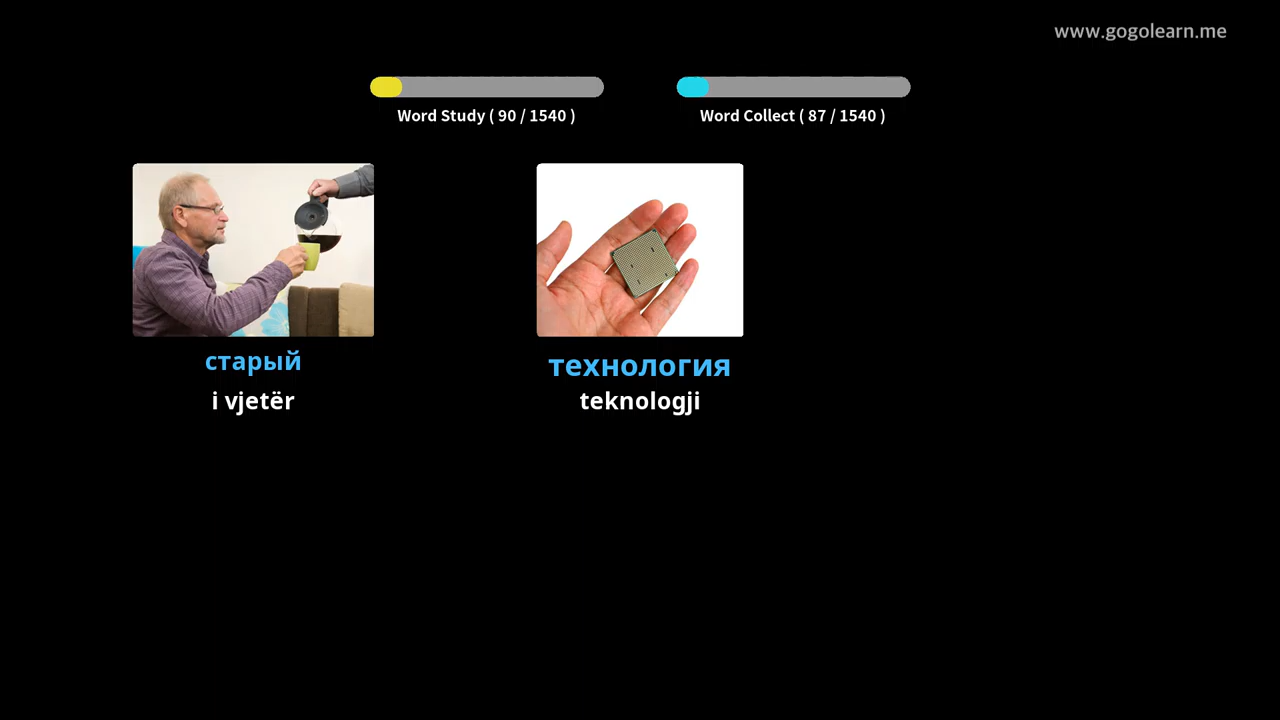 www.gogolearn.me
Word Study ( 90 / 1540 )
Word Collect ( 87 / 1540 )
старый
i vjetër
технология
teknologji